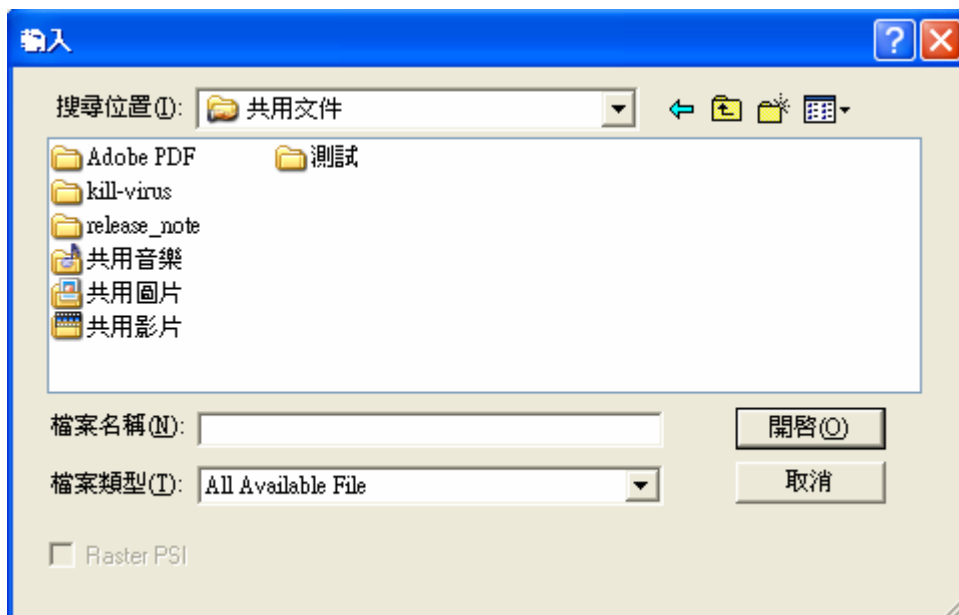 輸入
搜尋位置(I): 共用文件
Adobe PDF 測試
kill-virus
release_note
共用音樂
共用圖片
共用影片
檔案名稱(N): 開啓(O)
檔案類型(T): All Available File 取消
Raster PSI